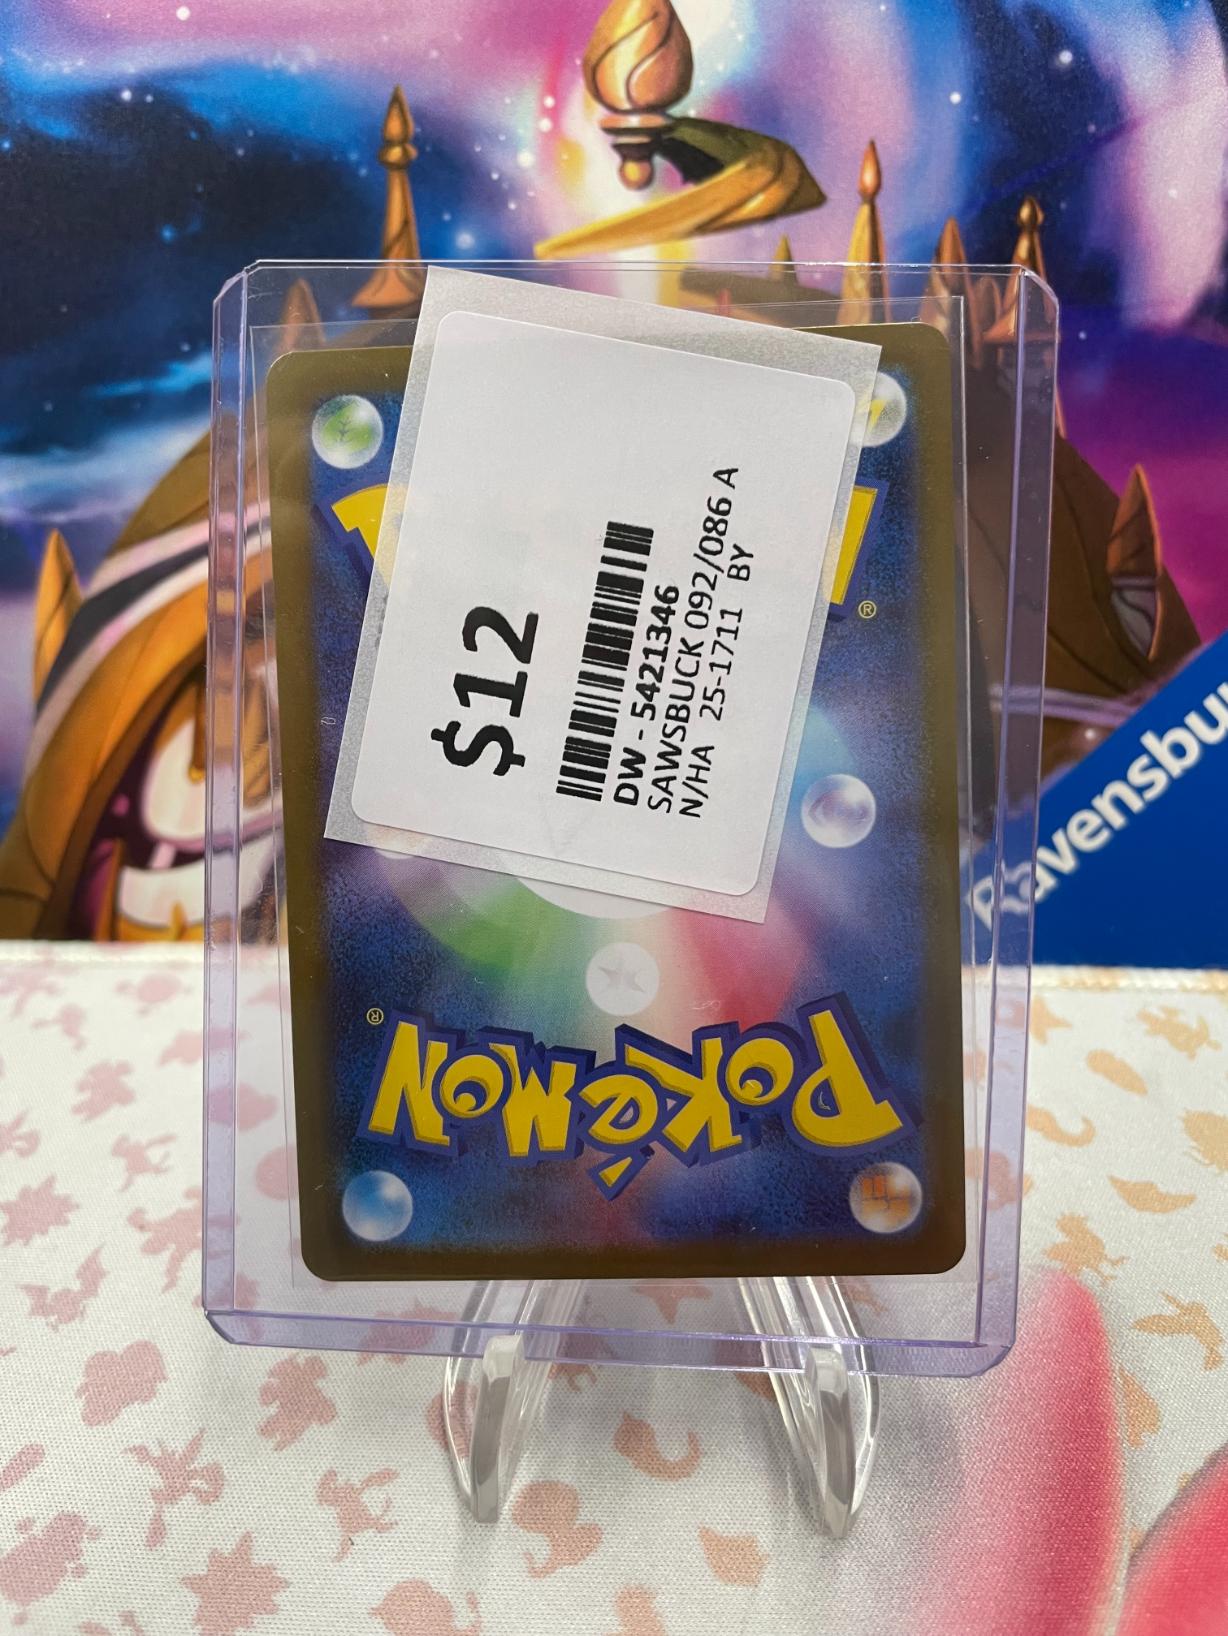 $12
DW - 5421346
SAWSBUCK 092/086 A
N/HA 25-1711 BY
®
Ravensbu
®
POKéMON